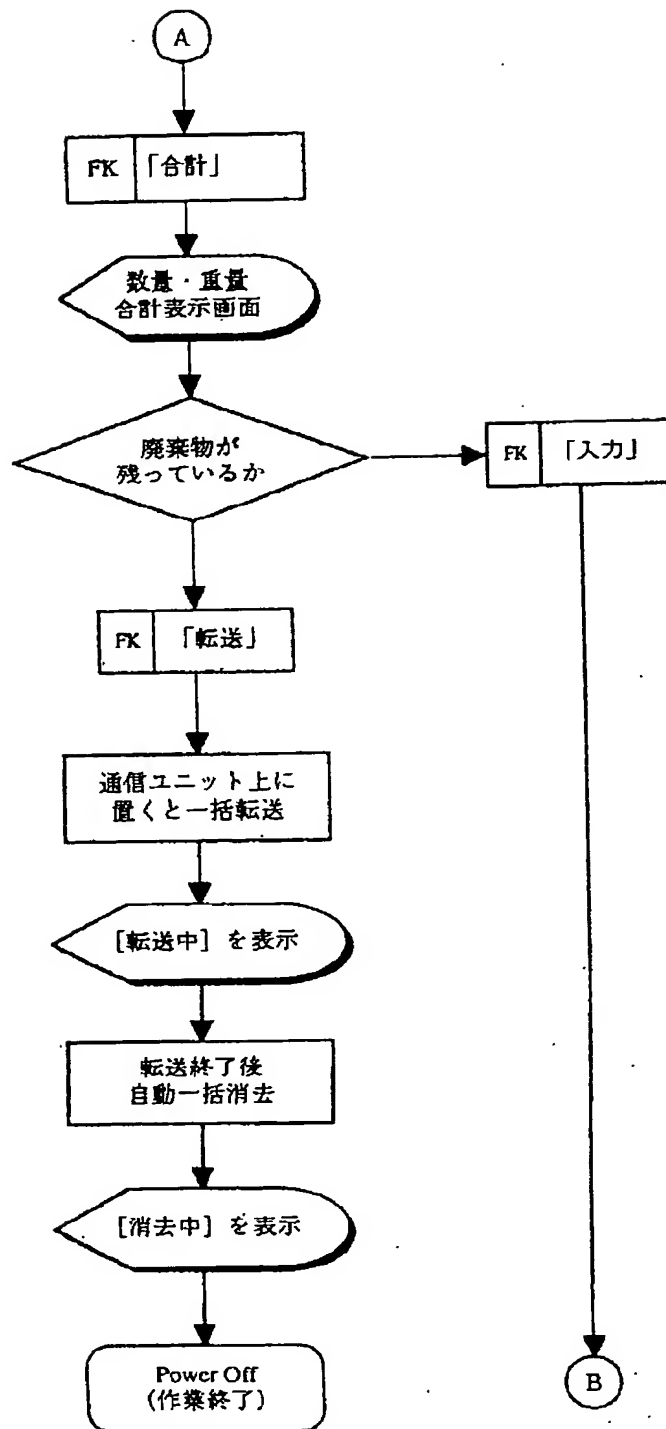 A
FK 「合計」
数量・重量
合計表示画面
廃棄物が
残っているか
FK 「入力」
FK 「転送」
通信ユニット上に
置くと一括転送
[転送中] を表示
転送終了後
自動一括消去
[消去中] を表示
Power Off
(作業終了)
B